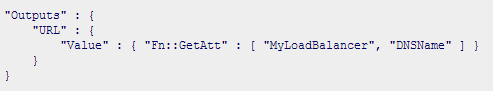 "Outputs" : {
    "URL" : {
        "Value" : { "Fn::GetAtt" : [ "MyLoadBalancer", "DNSName" ] }
    }
}